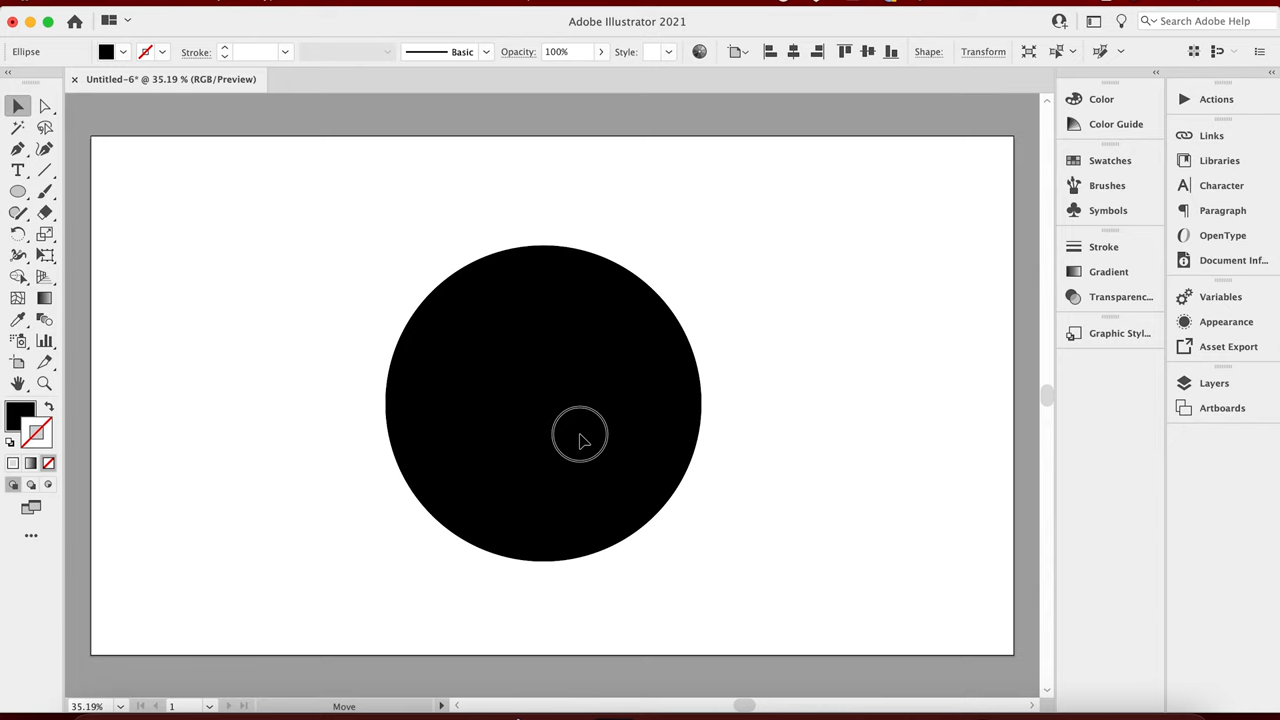 Adobe Illustrator 2021
Search Adobe Help
Ellipse
Stroke:
Basic
Opacity:
100%
Style:
Shape:
Transform
Untitled-6* @ 35.19 % (RGB/Preview)
Color
Color Guide
Swatches
Brushes
Symbols
Stroke
Gradient
Transparenc...
Graphic Styl...
Actions
Links
Libraries
Character
Paragraph
OpenType
Document Inf...
Variables
Appearance
Asset Export
Layers
Artboards
35.19%
1
Move